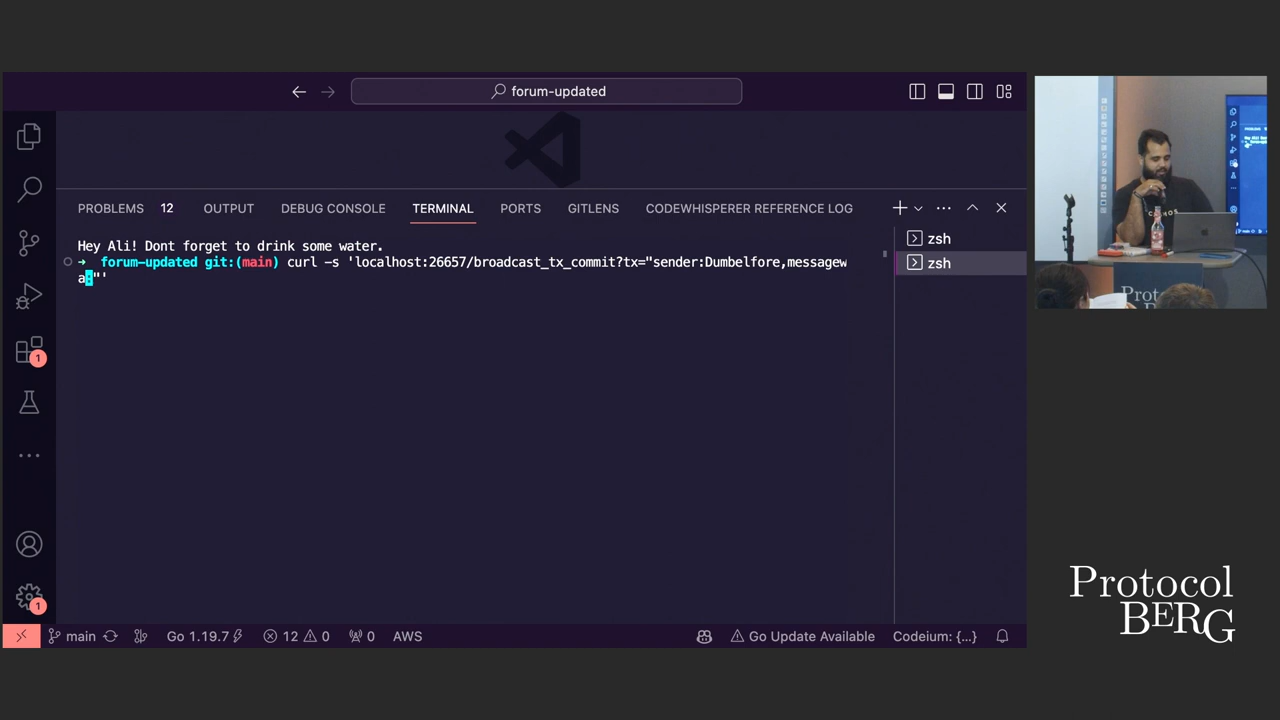 forum-updated
PROBLEMS 12 OUTPUT DEBUG CONSOLE TERMINAL PORTS GITLENS CODEWHISPERER REFERENCE LOG
Hey Ali! Dont forget to drink some water.
➜ forum-updated git:(main) curl -s 'localhost:26657/broadcast_tx_commit?tx="sender:Dumbelfore,messagew
a:"'
zsh
zsh
1
1
main Go 1.19.7 12 0 0 AWS Go Update Available Codeium: {...}
Protocol
BERG